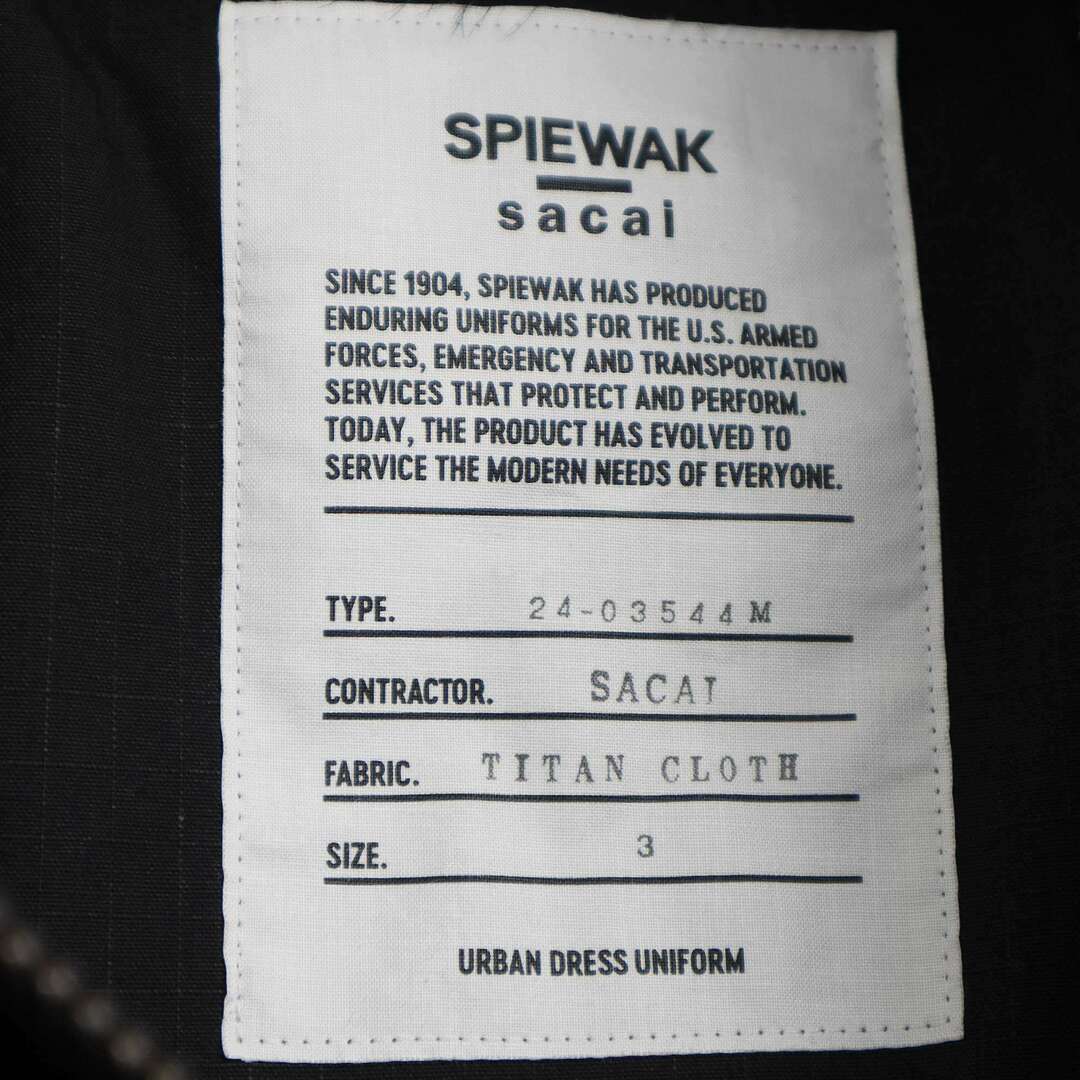 SPIEWAK
sacai
SINCE 1904, SPIEWAK HAS PRODUCED
ENDURING UNIFORMS FOR THE U.S. ARMED
FORCES, EMERGENCY AND TRANSPORTATION
SERVICES THAT PROTECT AND PERFORM.
TODAY, THE PRODUCT HAS EVOLVED TO
SERVICE THE MODERN NEEDS OF EVERYONE.
TYPE. 24-03544M
CONTRACTOR. SACAI
FABRIC. TITAN CLOTH
SIZE. 3
URBAN DRESS UNIFORM